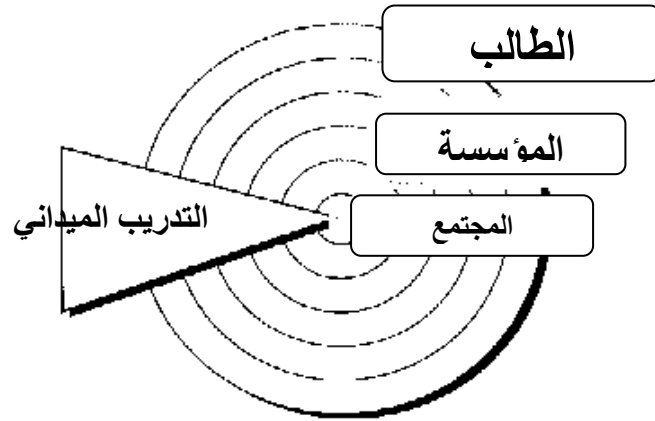 الطالب
المؤسسة
المجتمع
التدريب الميداني